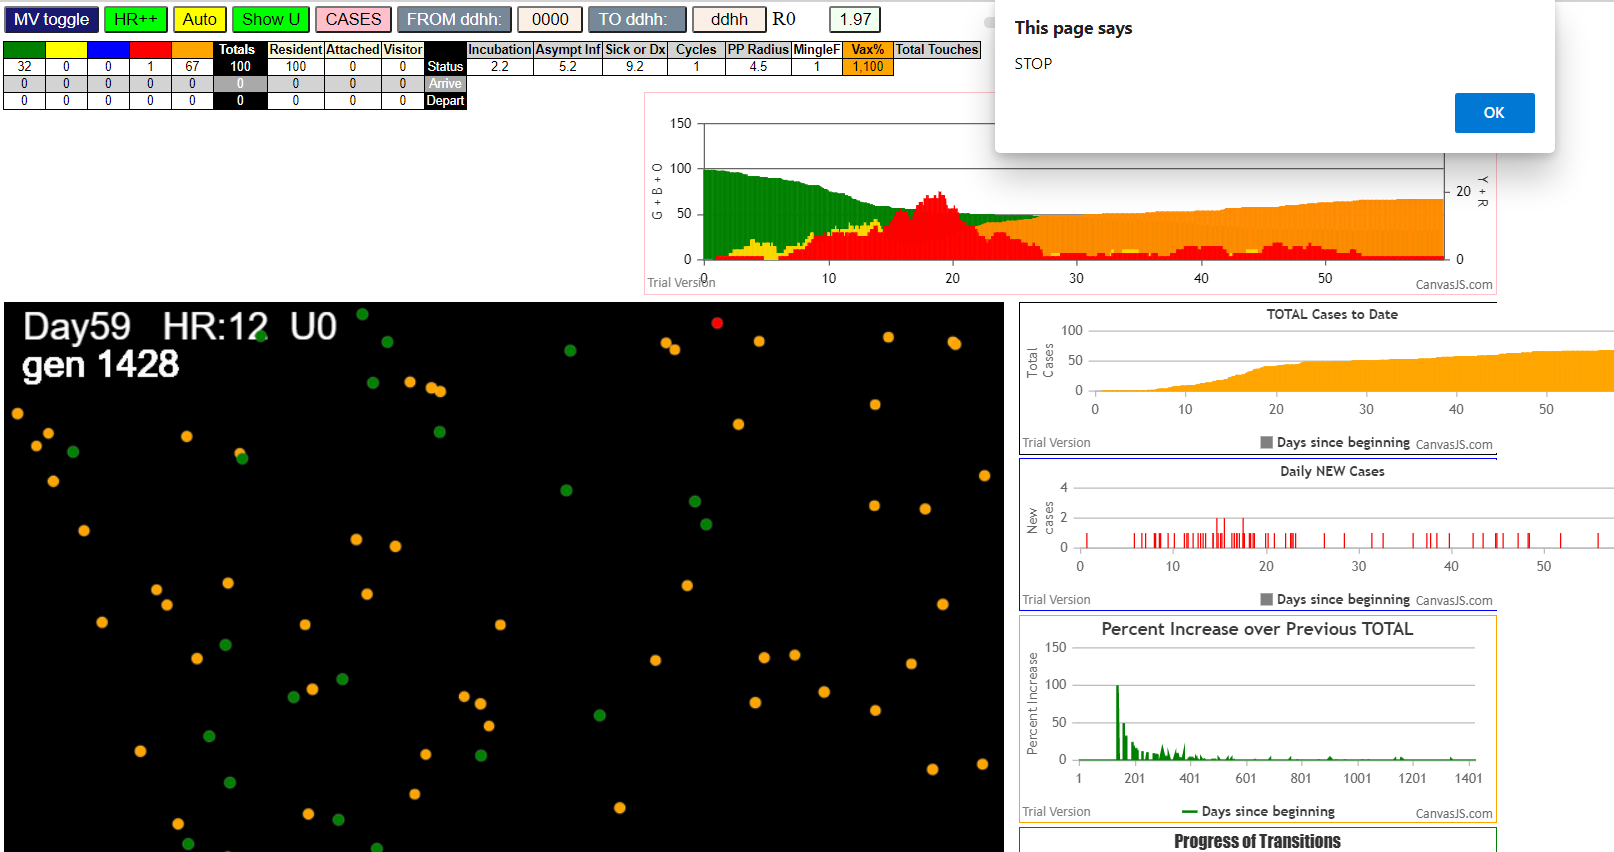 MV toggle HR++ Auto Show U CASES FROM ddhh: 0000 TO ddhh: ddhh R0 1.97
This page says
STOP
OK
Totals Resident Attached Visitor Incubation Asympt Inf Sick or Dx Cycles PP Radius MingleF Vax% Total Touches
32 0 0 1 67 100 100 0 0 Status 2.2 5.2 9.2 1 4.5 1 1,100
0 0 0 0 0 0 0 0 0 Arrive
0 0 0 0 0 0 0 0 0 Depart
G + B + O
150
100
50
0
Y + R
20
0
0 10 20 30 40 50
Trial Version
CanvasJS.com
Day59 HR:12 U0
gen 1428
TOTAL Cases to Date
Total
Cases
100
50
0
0 10 20 30 40 50
Days since beginning
Trial Version
CanvasJS.com
Daily NEW Cases
New
cases
4
2
0
0 10 20 30 40 50
Days since beginning
Trial Version
CanvasJS.com
Percent Increase over Previous TOTAL
Percent Increase
150
100
50
0
1 201 401 601 801 1001 1201 1401
Days since beginning
Trial Version
CanvasJS.com
Progress of Transitions